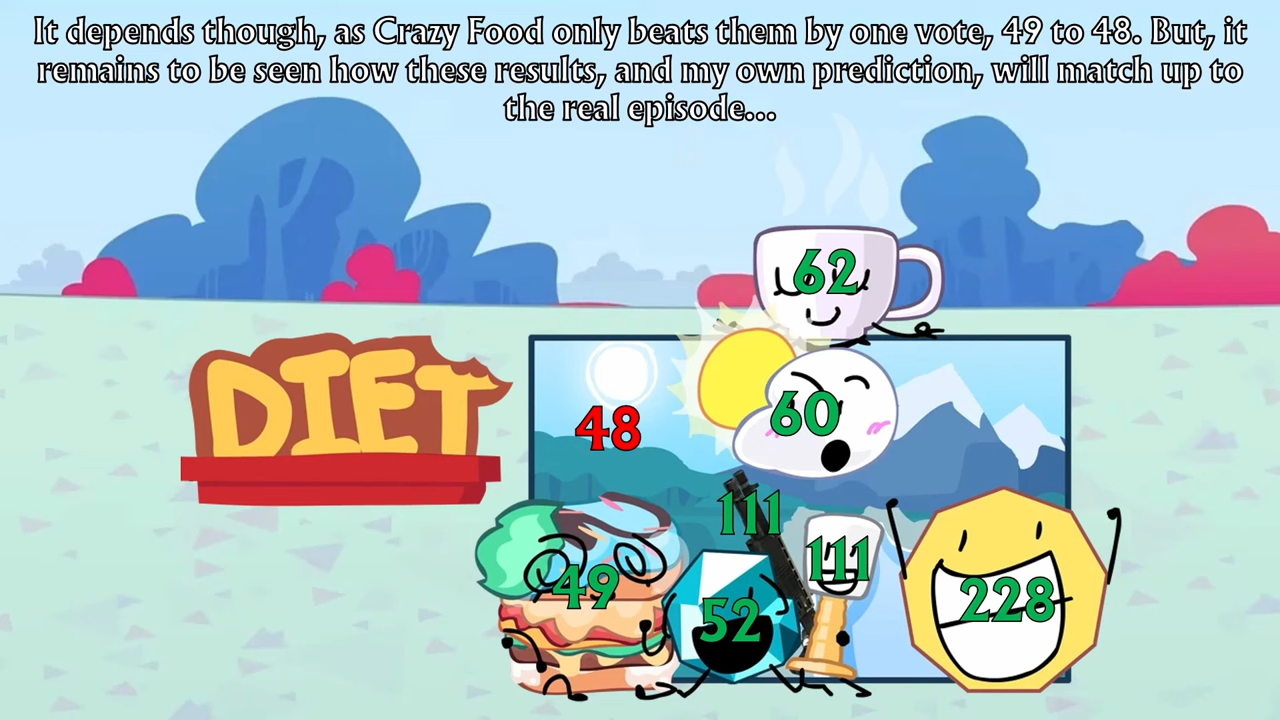 It depends though, as Crazy Food only beats them by one vote, 49 to 48. But, it
remains to be seen how these results, and my own prediction, will match up to
the real episode...
62
DIET
48
60
111
111
49
52
228